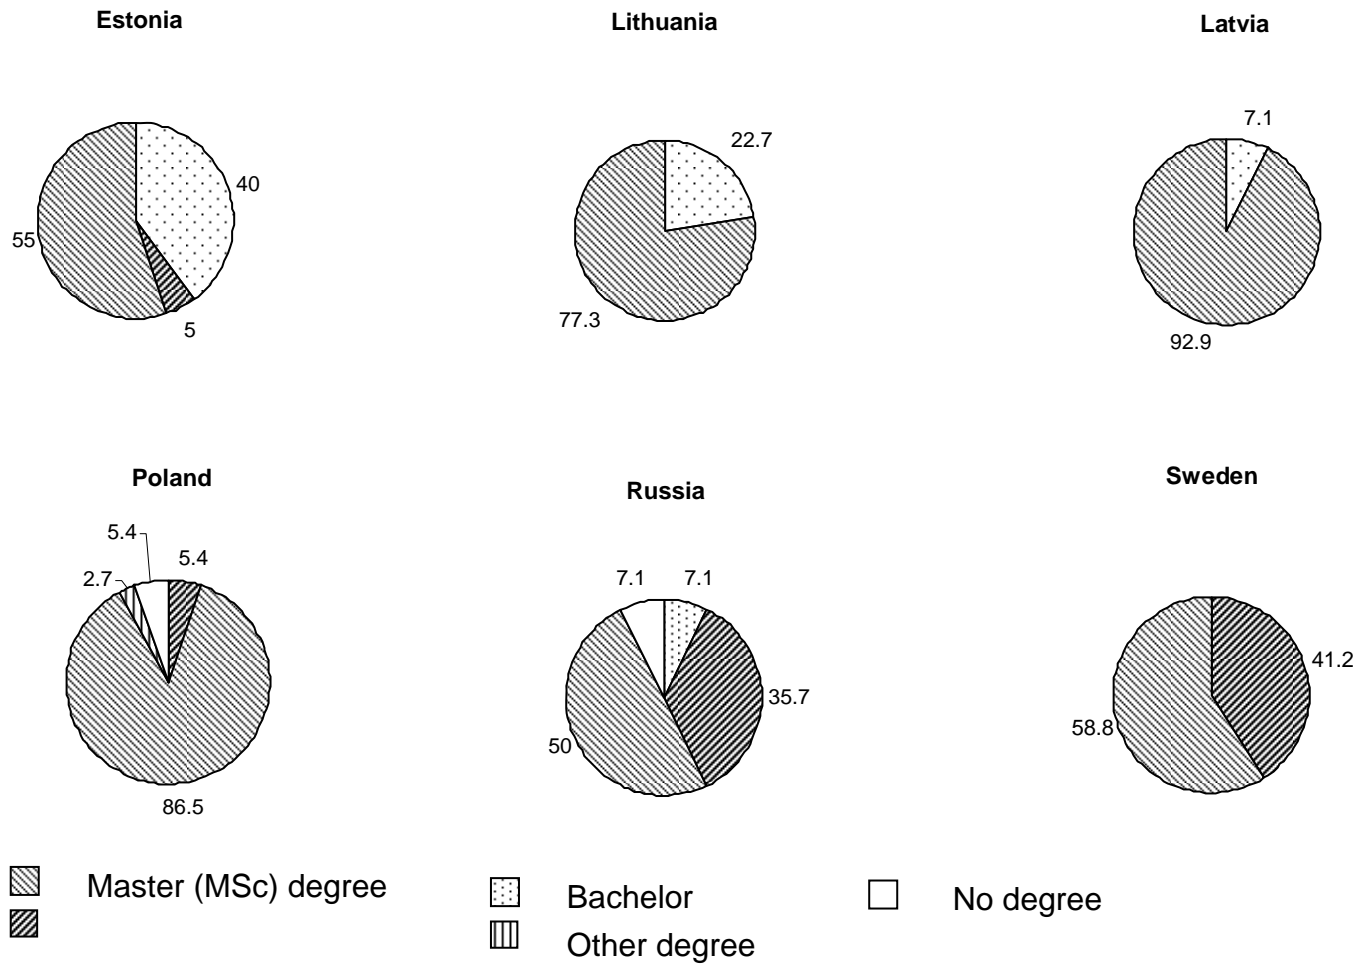 Estonia
Lithuania
Latvia
40
55
5
22.7
77.3
7.1
92.9
Poland
Russia
Sweden
5.4
5.4
2.7
86.5
7.1
7.1
35.7
50
41.2
58.8
Master (MSc) degree
Bachelor
No degree
Other degree